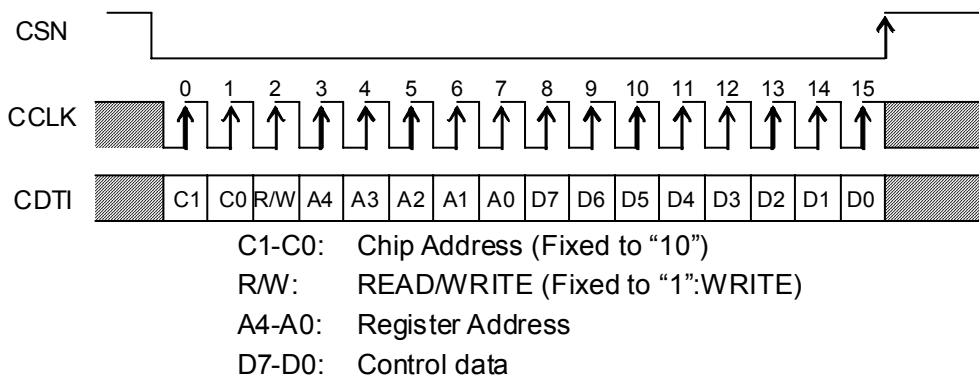 CSN
0 1 2 3 4 5 6 7 8 9 10 11 12 13 14 15
CCLK
CDTI C1 C0 R/W A4 A3 A2 A1 A0 D7 D6 D5 D4 D3 D2 D1 D0
C1-C0: Chip Address (Fixed to “10”)
R/W: READ/WRITE (Fixed to “1”:WRITE)
A4-A0: Register Address
D7-D0: Control data